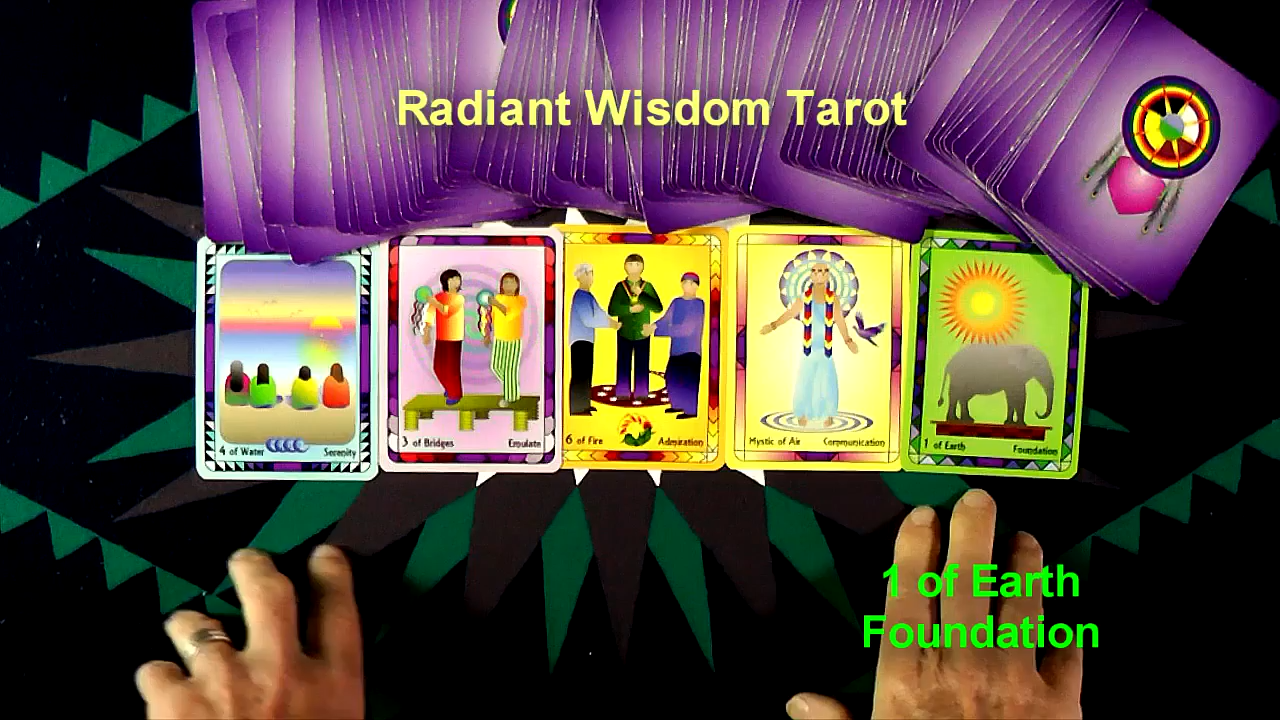 Radiant Wisdom Tarot
4 of Water Serenity
3 of Bridges Emulate
6 of Fire Admiration
Mystic of Air Communication
1 of Earth Foundation
1 of Earth
Foundation